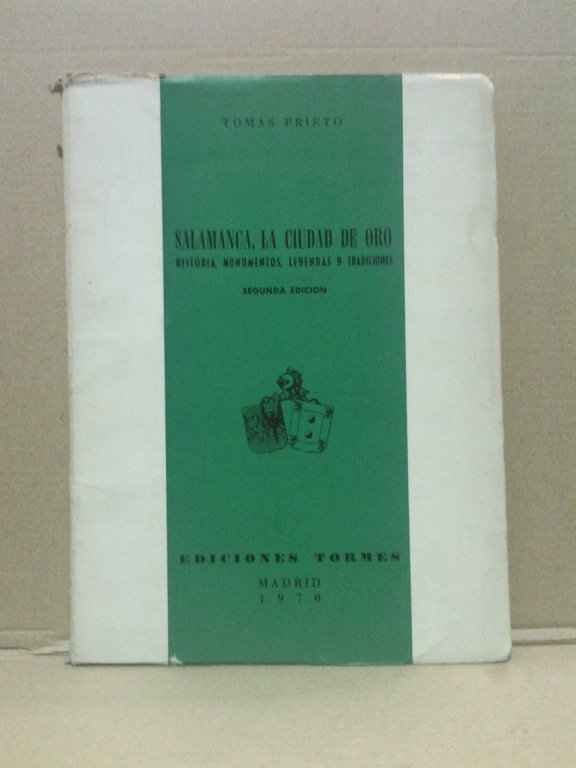 TOMAS PRIETO
SALAMANCA, LA CIUDAD DE ORO
HISTORIA, MONUMENTOS, LEYENDAS Y TRADICIONES
SEGUNDA EDICION
EDICIONES TORMES
MADRID
1970